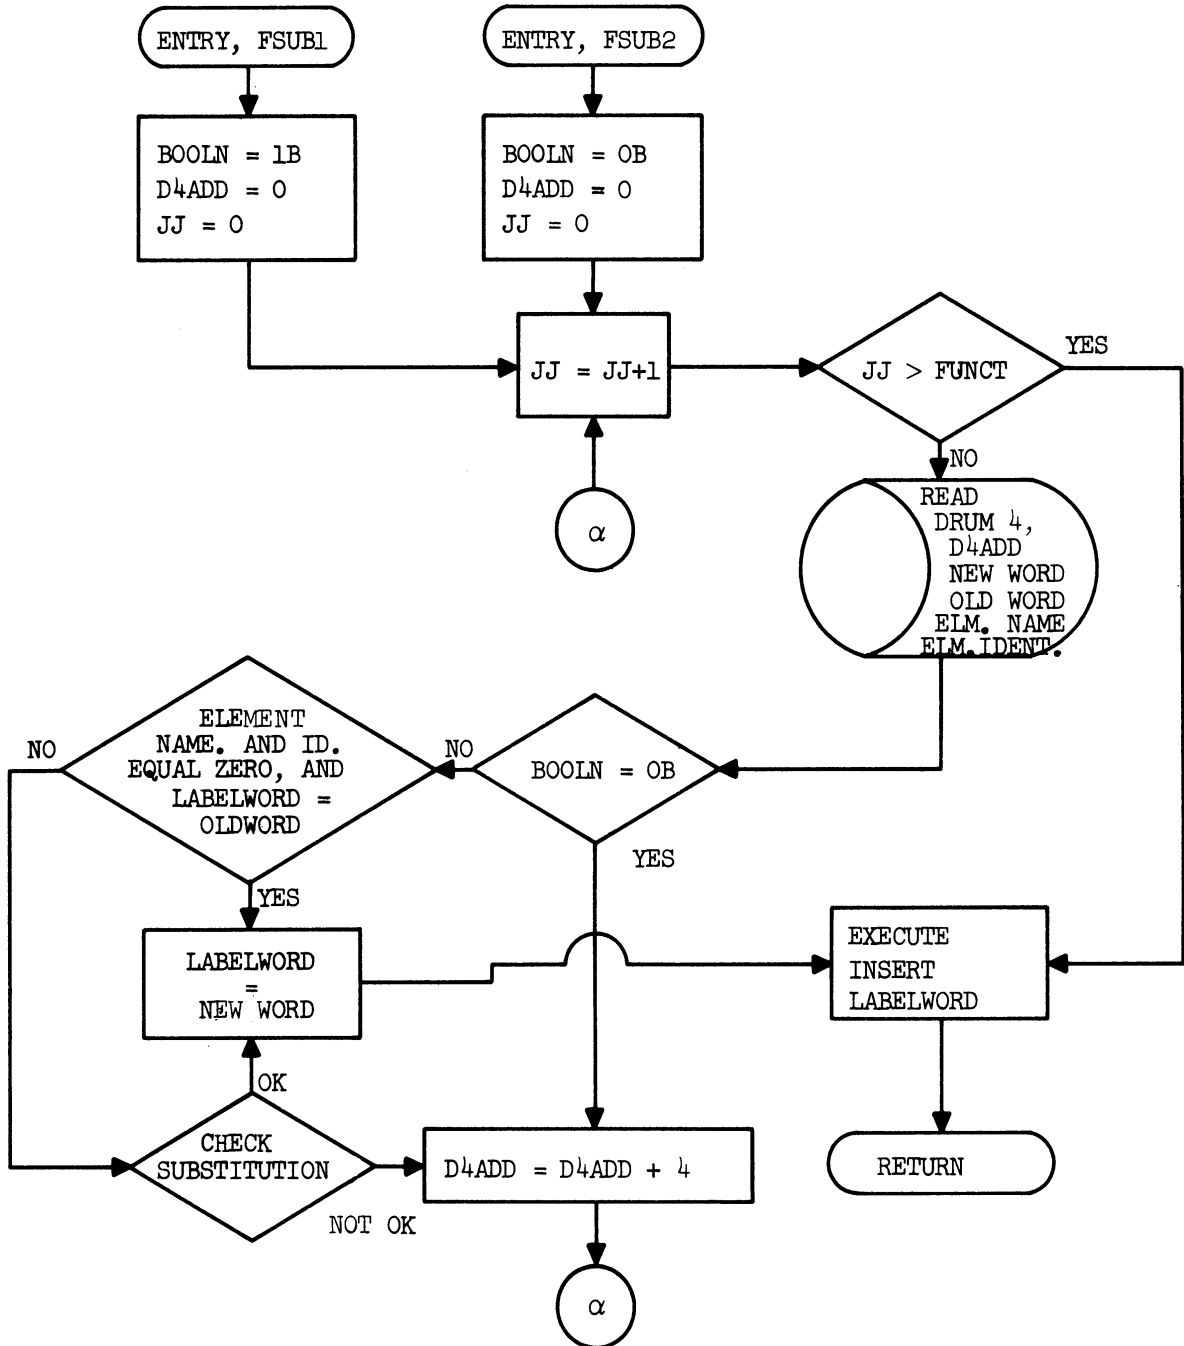 ENTRY, FSUB1
ENTRY, FSUB2
BOOLN = 1B
D4ADD = 0
JJ = 0
BOOLN = 0B
D4ADD = 0
JJ = 0
JJ = JJ+1
JJ > FUNCT
YES
NO
α
READ
DRUM 4,
D4ADD
NEW WORD
OLD WORD
ELM. NAME
ELM.IDENT.
NO
ELEMENT
NAME. AND ID.
EQUAL ZERO, AND
LABELWORD =
OLDWORD
NO
BOOLN = 0B
YES
YES
LABELWORD
=
NEW WORD
EXECUTE
INSERT
LABELWORD
OK
CHECK
SUBSTITUTION
NOT OK
D4ADD = D4ADD + 4
RETURN
α